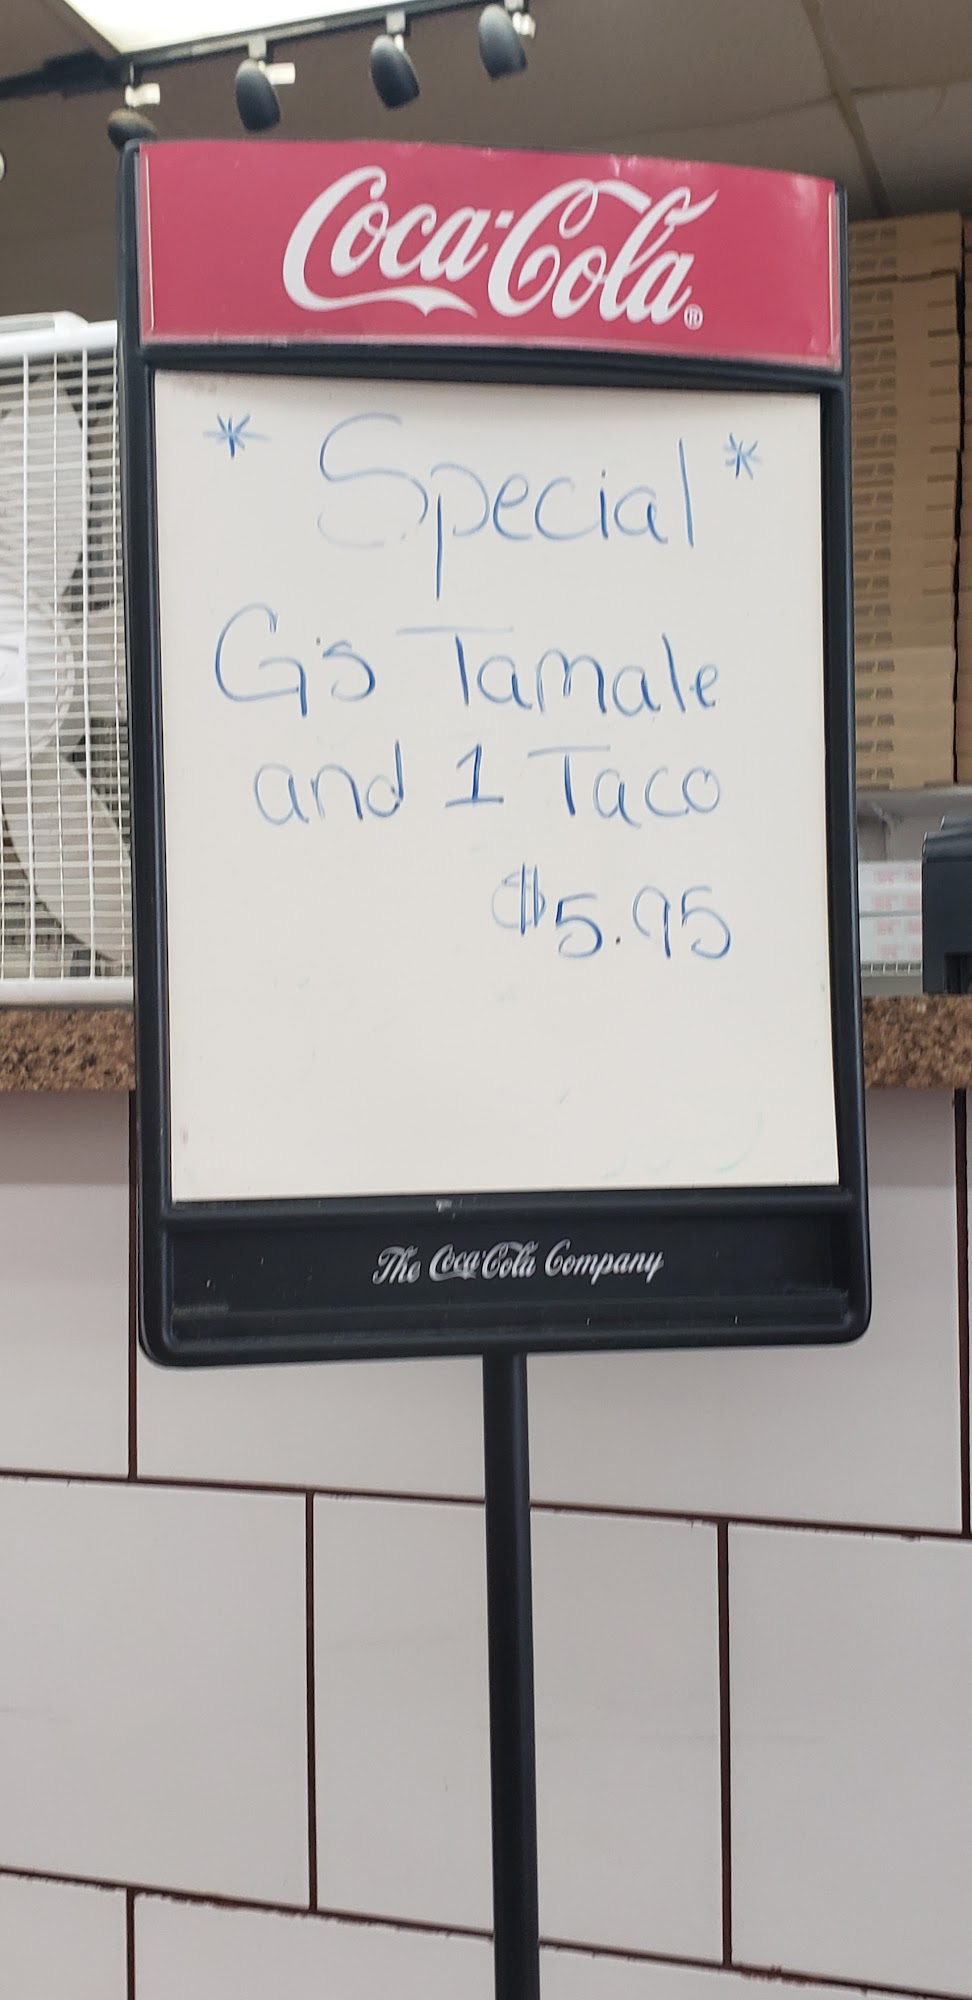 Coca-Cola®
* Special *
G's Tamale
and 1 Taco
$5.95
The Coca-Cola Company